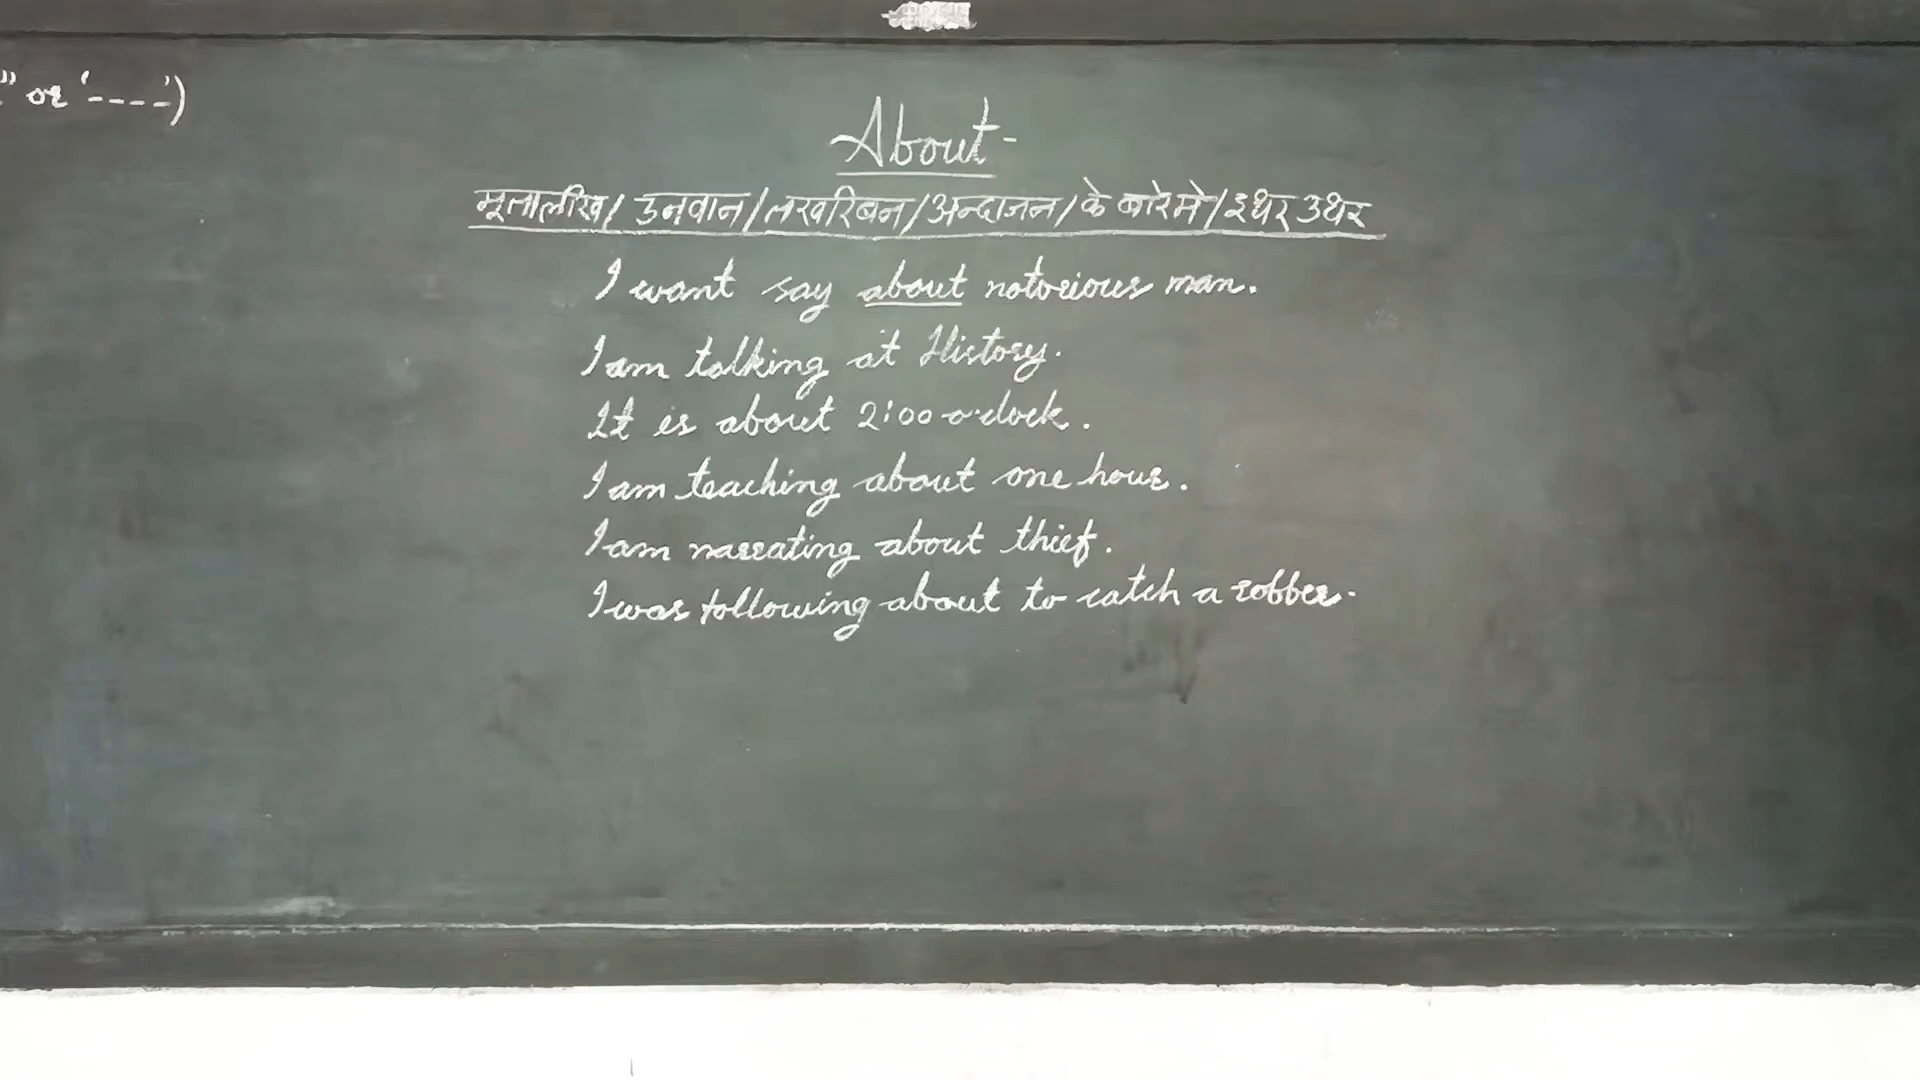 " or '----')
About-
मूतालीख/उनवान/तखरिबन/अन्दाजन/के बारेमे/इधर उधर
I want say about notorious man.
I am talking at History.
It is about 2:00 o'clock.
I am teaching about one hour.
I am narrating about thief.
I was following about to catch a robber.